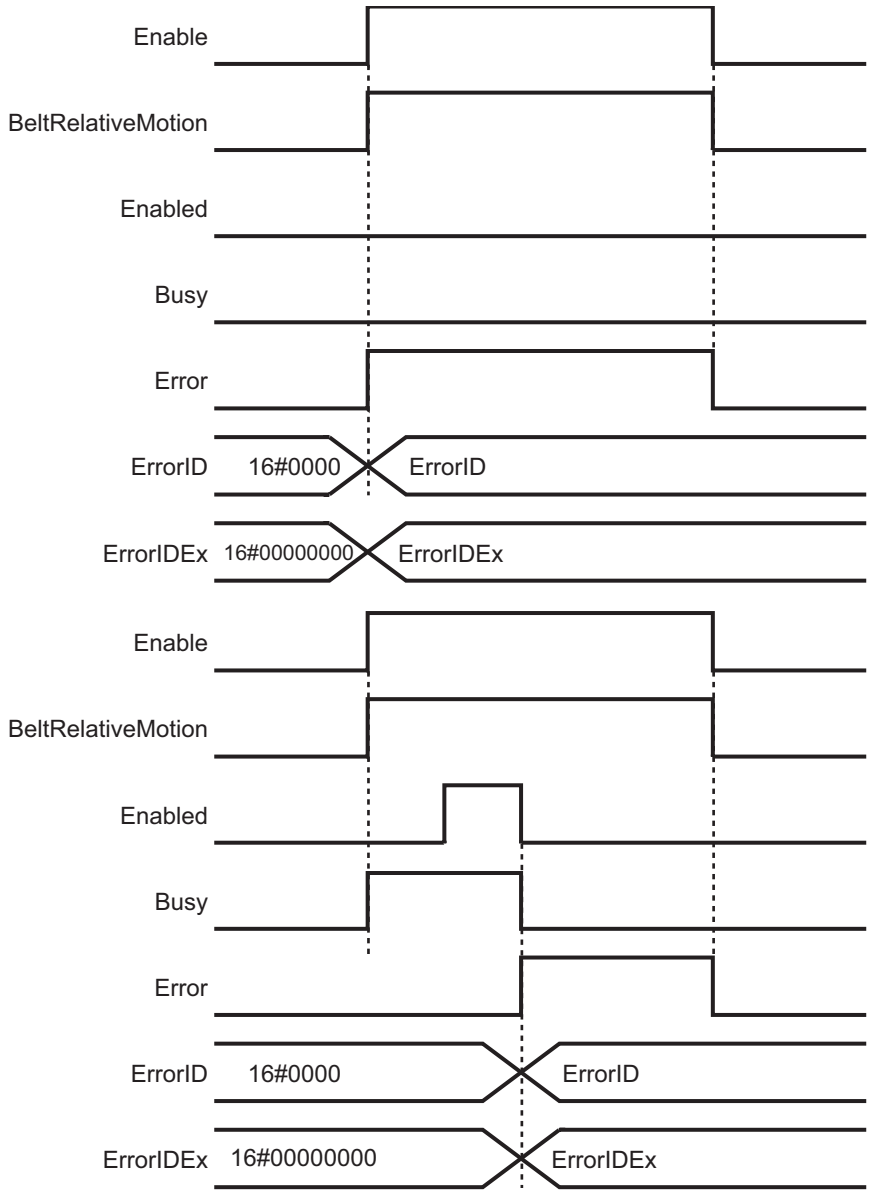 Enable
BeltRelativeMotion
Enabled
Busy
Error
ErrorID 16#0000 ErrorID
ErrorIDEx 16#00000000 ErrorIDEx
Enable
BeltRelativeMotion
Enabled
Busy
Error
ErrorID 16#0000 ErrorID
ErrorIDEx 16#00000000 ErrorIDEx